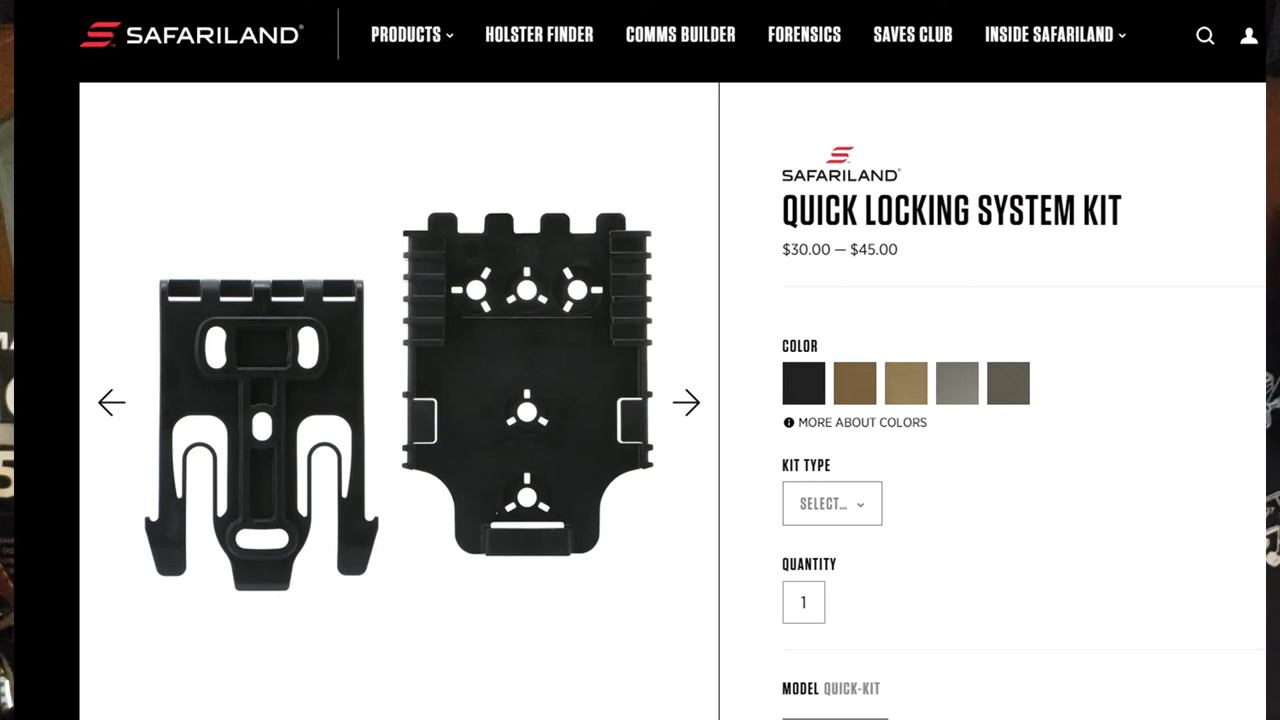 SAFARILAND
PRODUCTS HOLSTER FINDER COMMS BUILDER FORENSICS SAVES CLUB INSIDE SAFARILAND
SAFARILAND
QUICK LOCKING SYSTEM KIT
$30.00 — $45.00
COLOR
MORE ABOUT COLORS
KIT TYPE
SELECT...
QUANTITY
1
MODEL QUICK-KIT